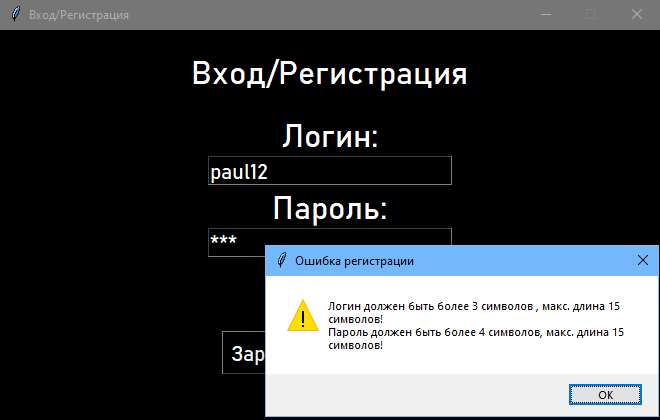 Вход/Регистрация
Вход/Регистрация
Логин:
paul12
Пароль:
***
Ошибка регистрации
Логин должен быть более 3 символов , макс. длина 15
символов!
Пароль должен быть более 4 символов, макс. длина 15
символов!
Зар
OK